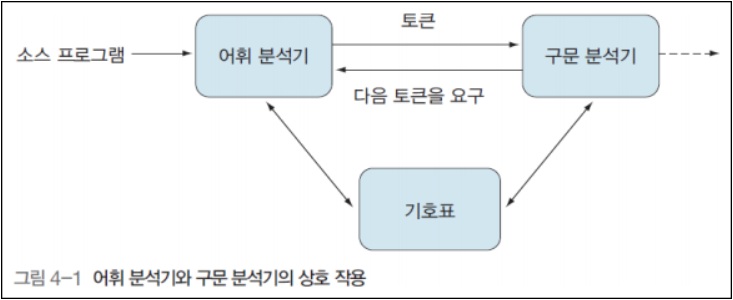 토큰
소스 프로그램
어휘 분석기
구문 분석기
다음 토큰을 요구
기호표
그림 4-1 어휘 분석기와 구문 분석기의 상호 작용